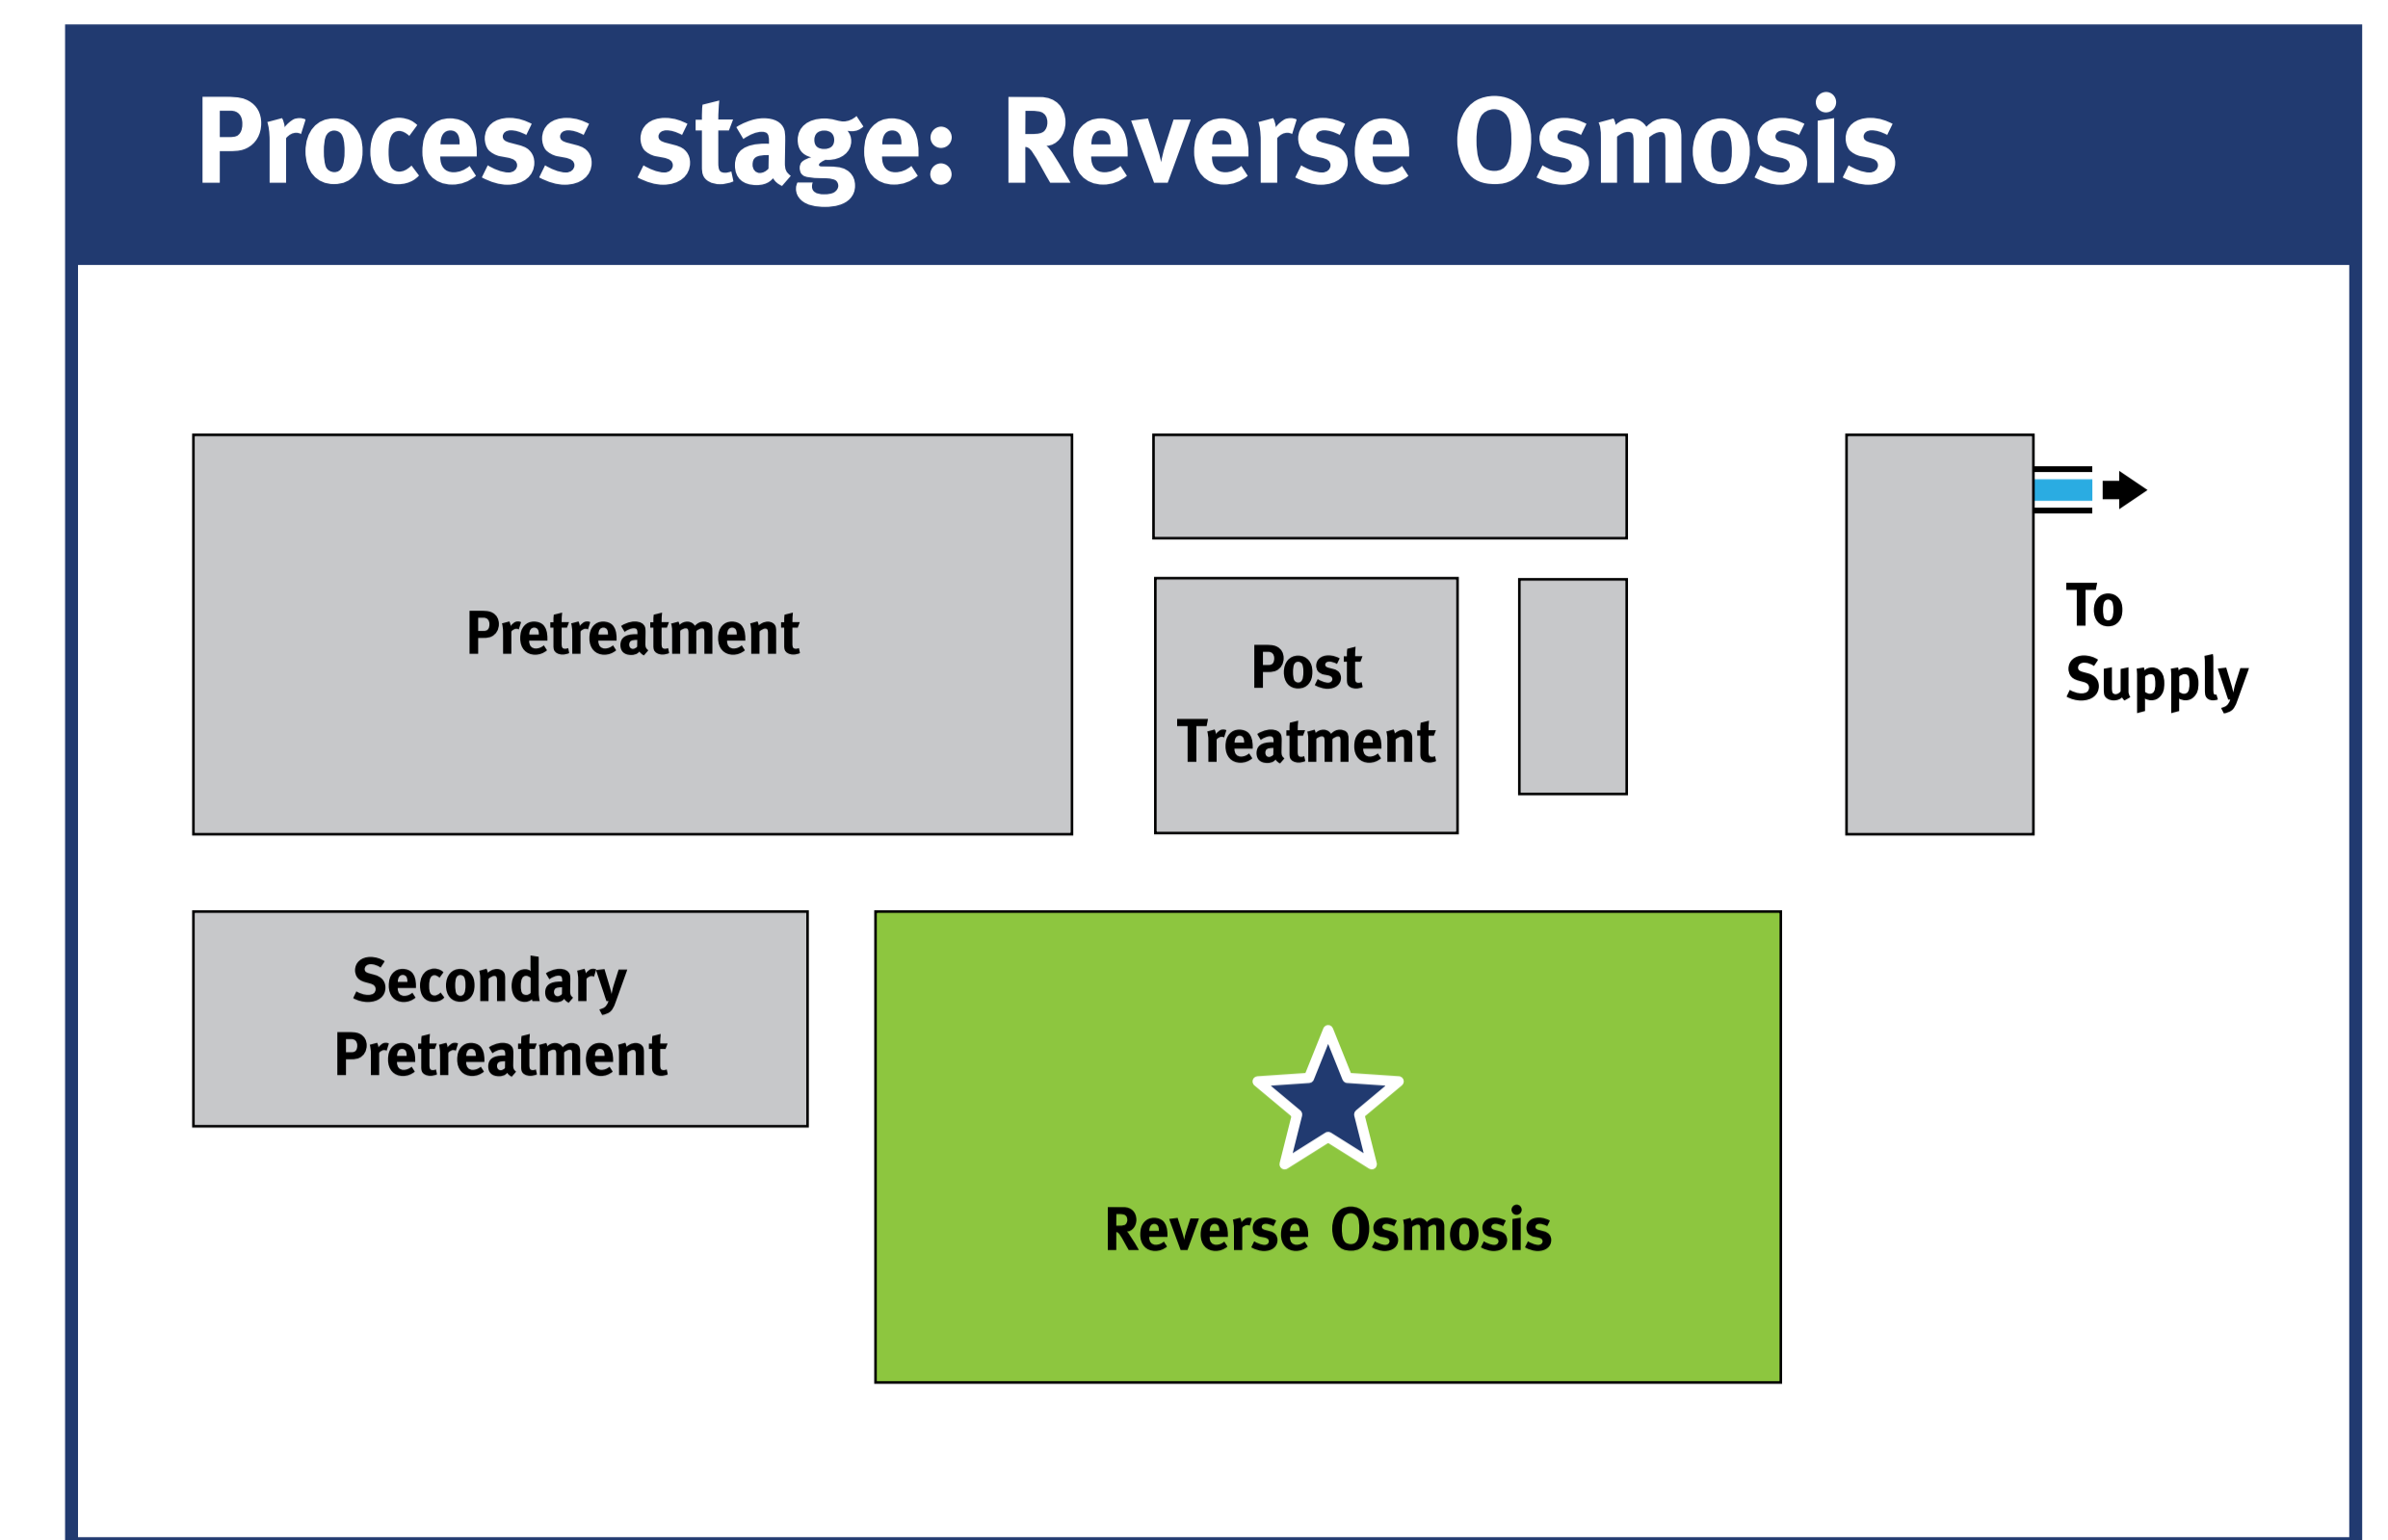 Process stage: Reverse Osmosis
Pretreatment
Post
Treatment
To
Supply
Secondary
Pretreatment
Reverse Osmosis